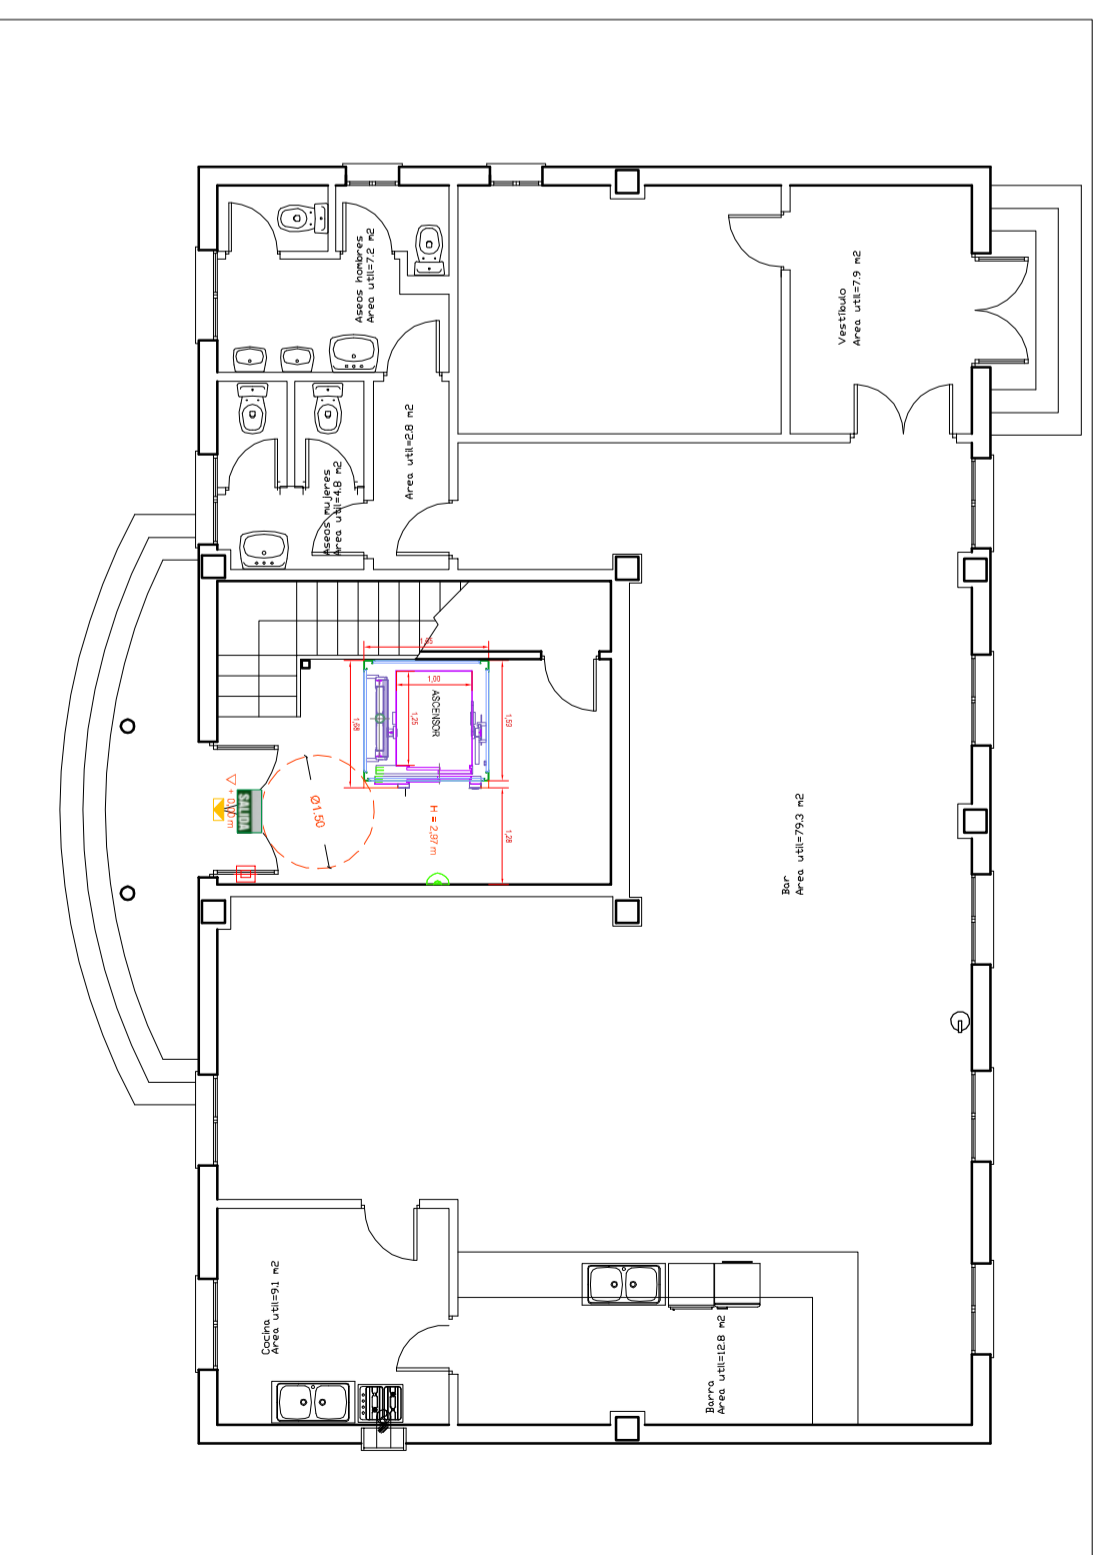 Aseos hombres
Area util=7.2 m2
Vestíbulo
Area util=7.9 m2
Area util=2.8 m2
Aseos mujeres
Area util=4.8 m2
1,00
1,25
ASCENSOR
1,68
1,59
1,28
Ø1.50
H = 2,97 m
SALIDA
Bar
Area util=79.3 m2
Cocina
Area util=9.1 m2
Barra
Area util=12.8 m2